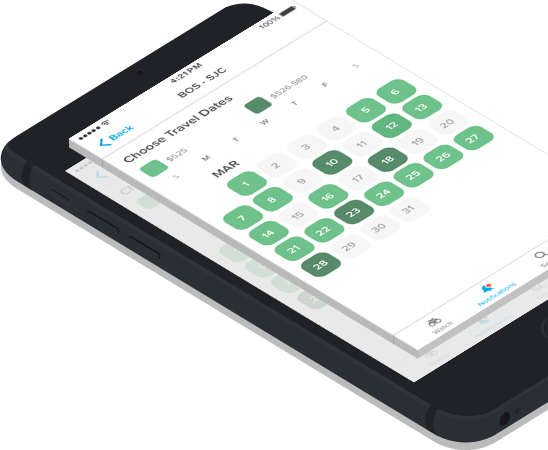 4:21 PM 100%
Back BOS - SJC
Choose Travel Dates
$525 $526-580
S M T W T F S
MAR
1 2 3 4 5 6
7 8 9 10 11 12 13
14 15 16 17 18 19 20
21 22 23 24 25 26 27
28 29 30 31
Watch Notifications